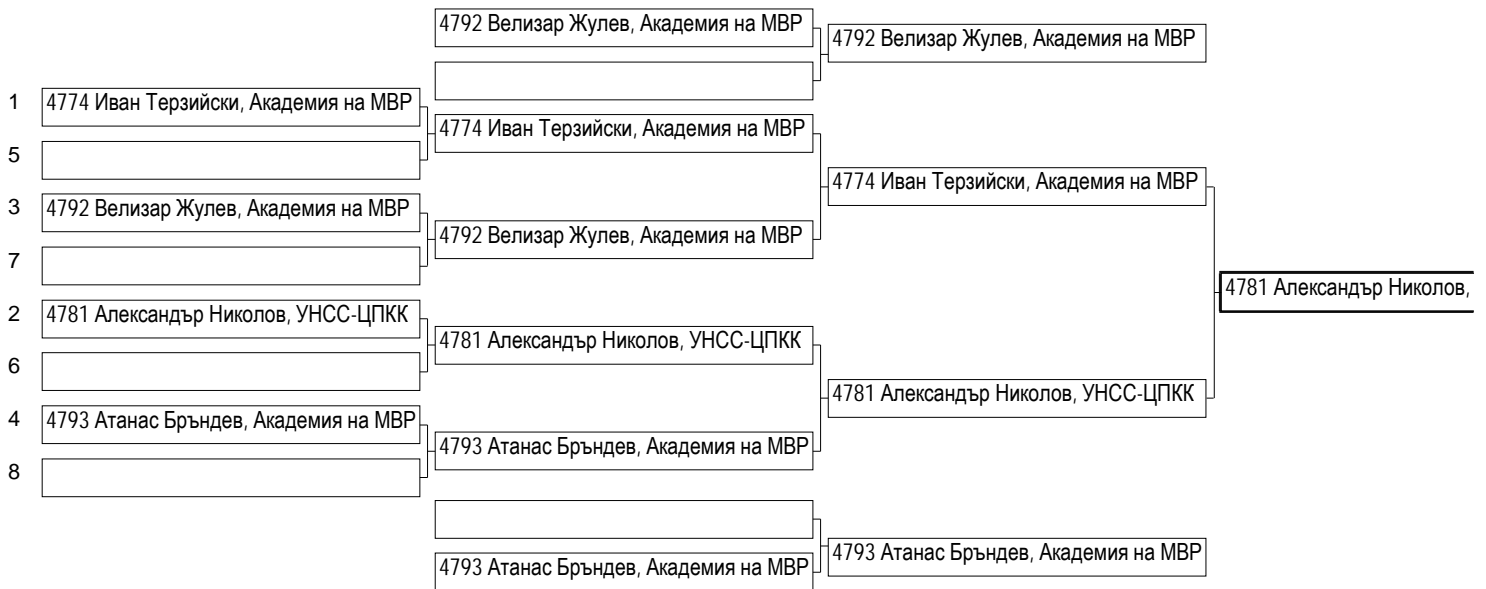 4792 Велизар Жулев, Академия на МВР
4792 Велизар Жулев, Академия на МВР
1 4774 Иван Терзийски, Академия на МВР
4774 Иван Терзийски, Академия на МВР
5
4774 Иван Терзийски, Академия на МВР
3 4792 Велизар Жулев, Академия на МВР
4792 Велизар Жулев, Академия на МВР
7
4781 Александър Николов,
2 4781 Александър Николов, УНСС-ЦПКК
4781 Александър Николов, УНСС-ЦПКК
6
4781 Александър Николов, УНСС-ЦПКК
4 4793 Атанас Бръндев, Академия на МВР
4793 Атанас Бръндев, Академия на МВР
8
4793 Атанас Бръндев, Академия на МВР
4793 Атанас Бръндев, Академия на МВР